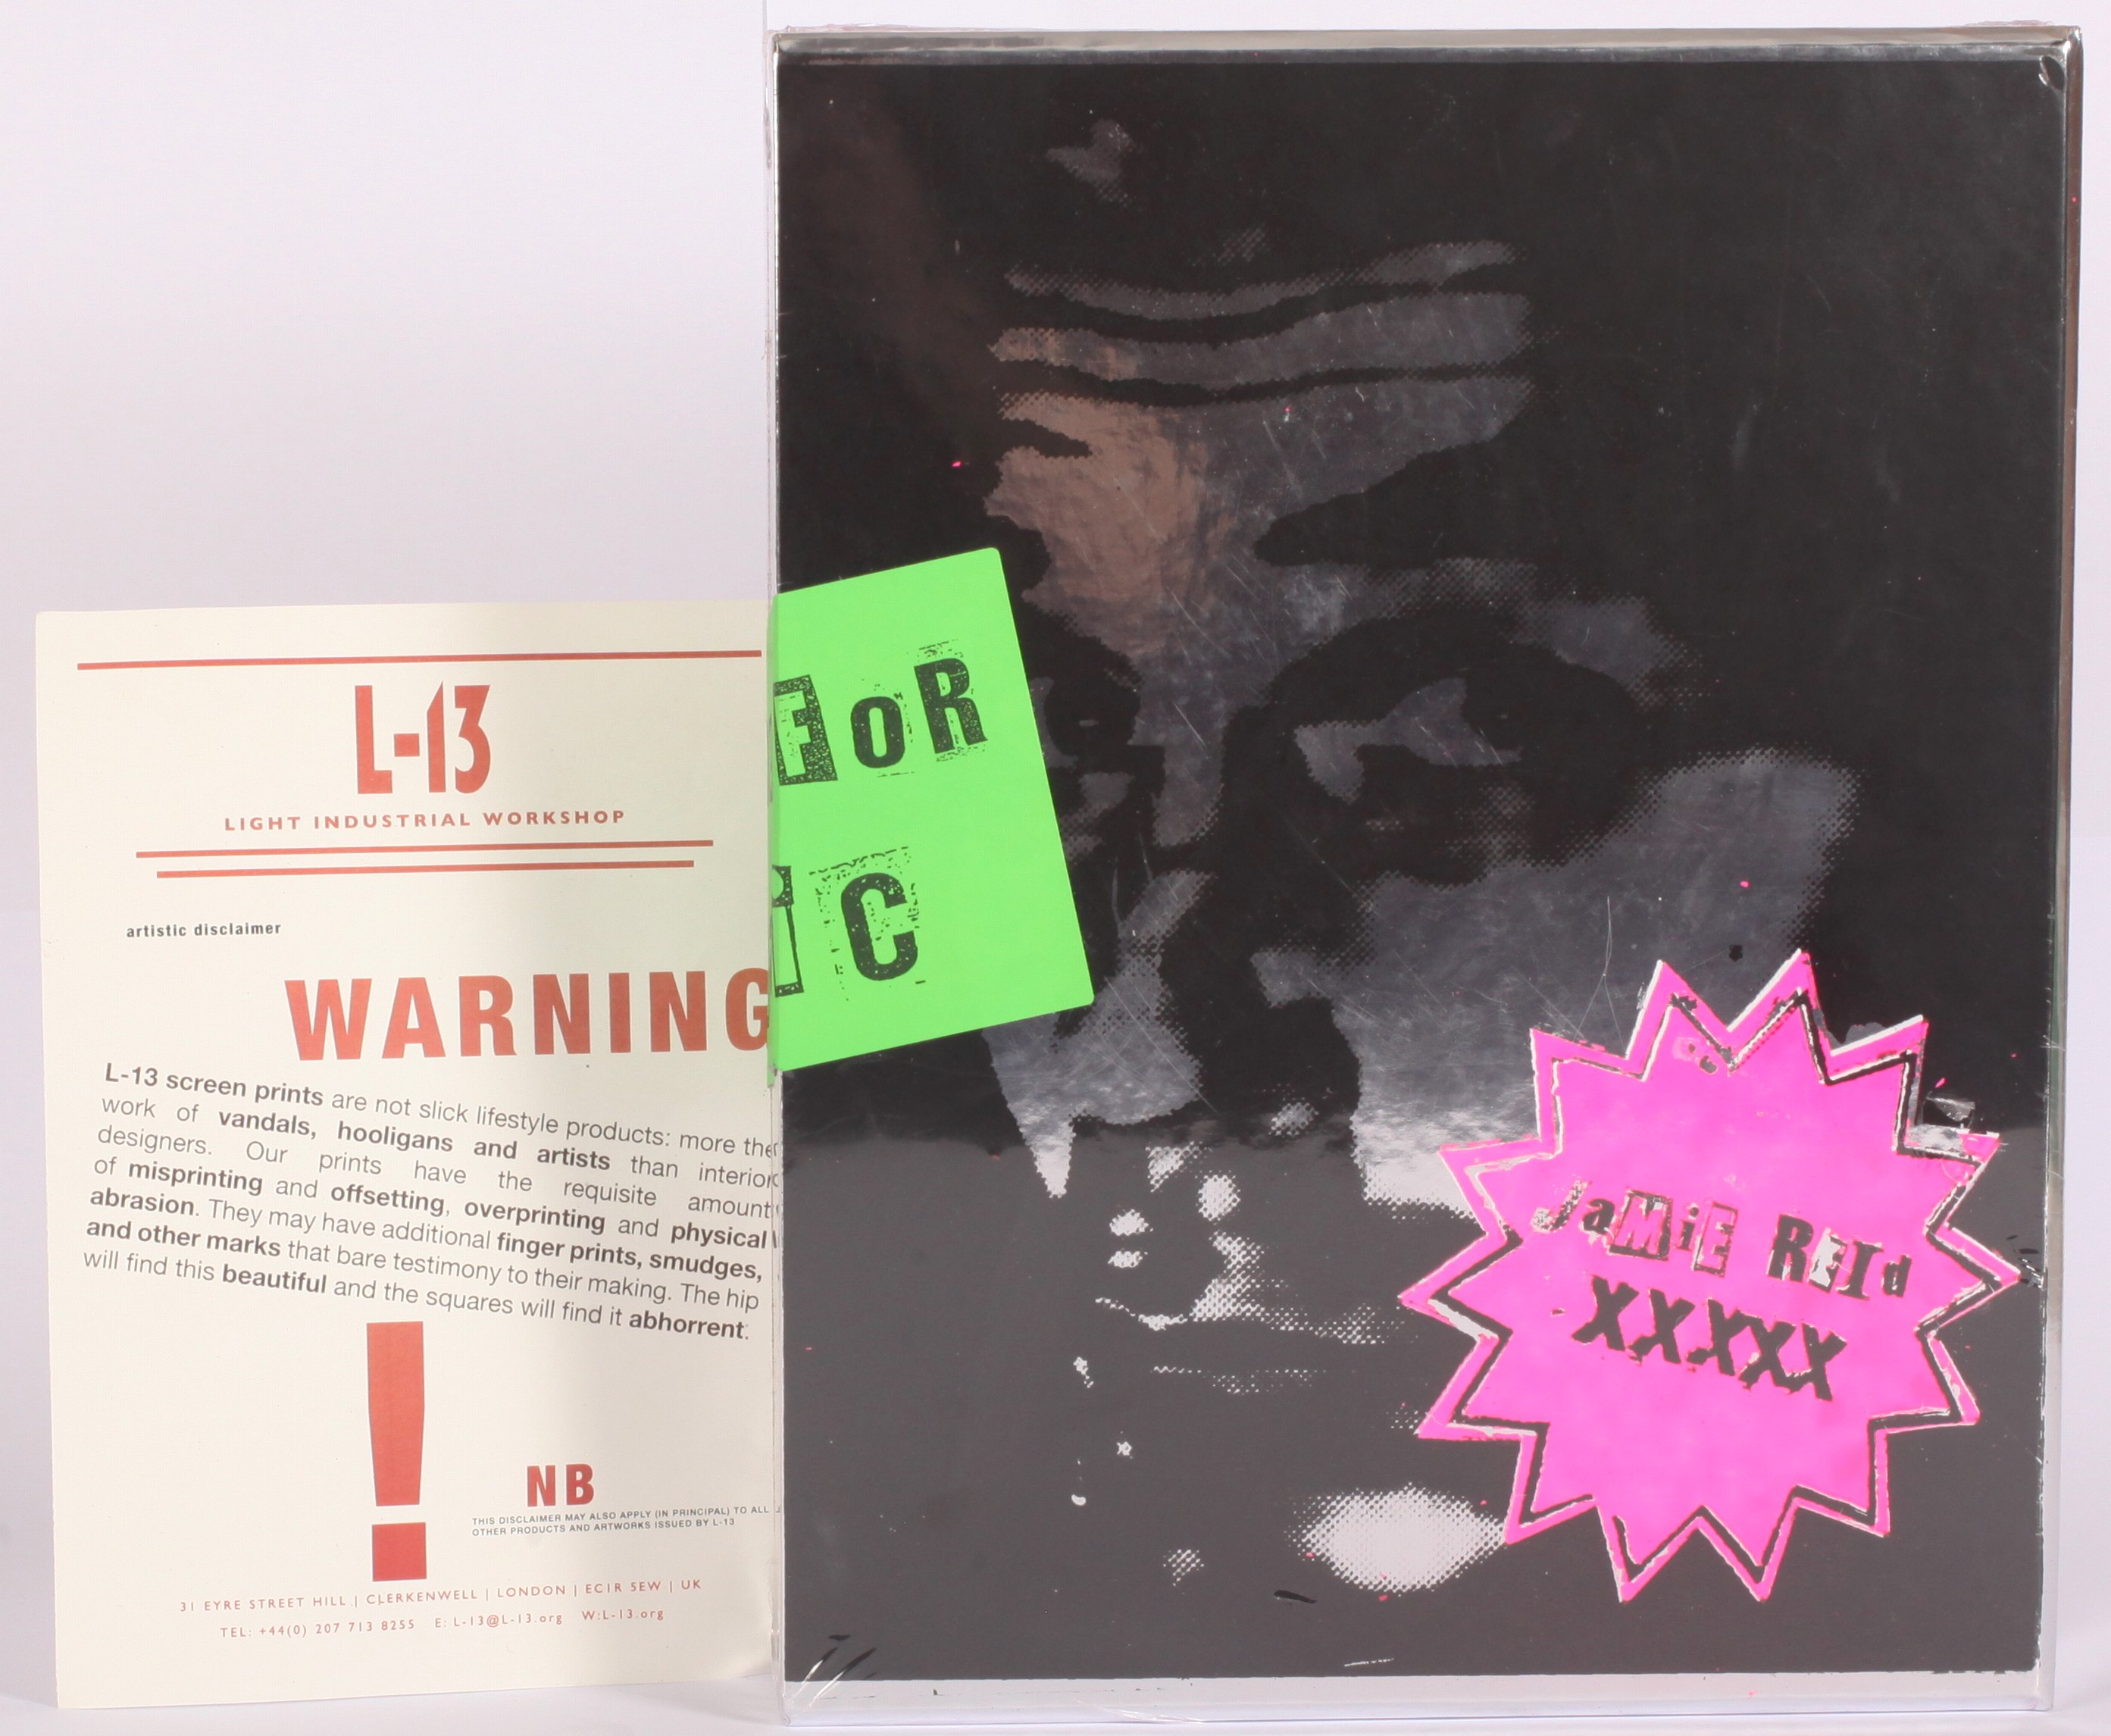 L-13
LIGHT INDUSTRIAL WORKSHOP
artistic disclaimer
WARNING
L-13 screen prints are not slick lifestyle products: more the
work of vandals, hooligans and artists than interior
designers. Our prints have the requisite amount
of misprinting and offsetting, overprinting and physical
abrasion. They may have additional finger prints, smudges,
and other marks that bare testimony to their making. The hip
will find this beautiful and the squares will find it abhorrent:
!
NB
THIS DISCLAIMER MAY ALSO APPLY (IN PRINCIPAL) TO ALL
OTHER PRODUCTS AND ARTWORKS ISSUED BY L-13
31 EYRE STREET HILL | CLERKENWELL | LONDON | EC1R 5EW | UK
TEL: +44(0) 207 713 8255 E: L-13@L-13.org W:L-13.org
FoR
iC
JaMiE REId
XXXXX